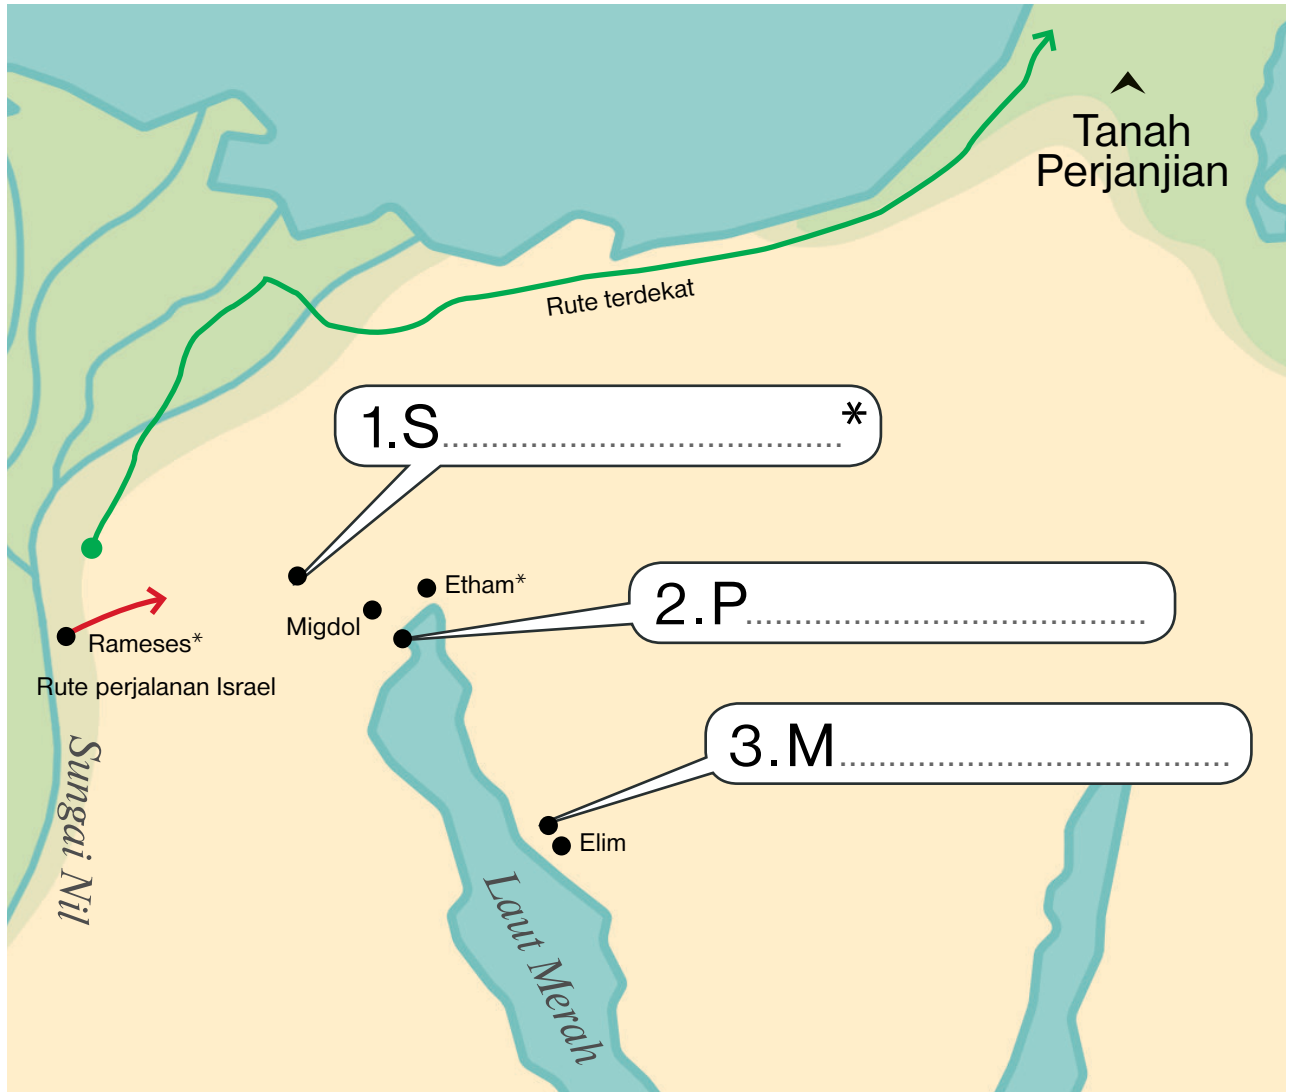 Tanah
Perjanjian
Rute terdekat
1.S........................................*
Etham*
2.P........................................
Migdol
Rameses*
Rute perjalanan Israel
3.M.......................................
Sungai Nil
Elim
Laut Merah